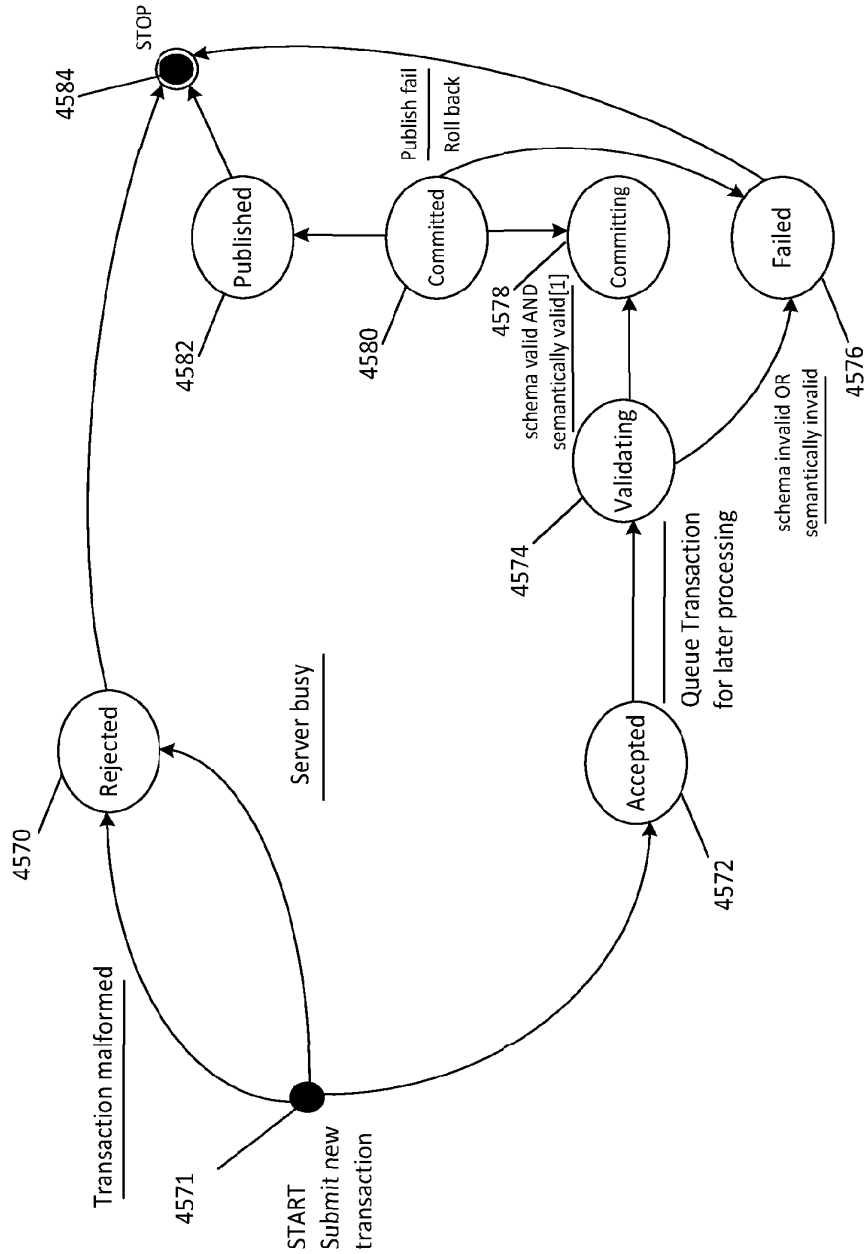 4571
START
Submit new
transaction
Transaction malformed
Server busy
4570
Rejected
4572
Accepted
Queue Transaction
for later processing
4574
Validating
schema valid AND
semantically valid[1]
schema invalid OR
semantically invalid
4576
Failed
4578
Committing
4580
Committed
Publish fail
Roll back
4582
Published
4584
STOP